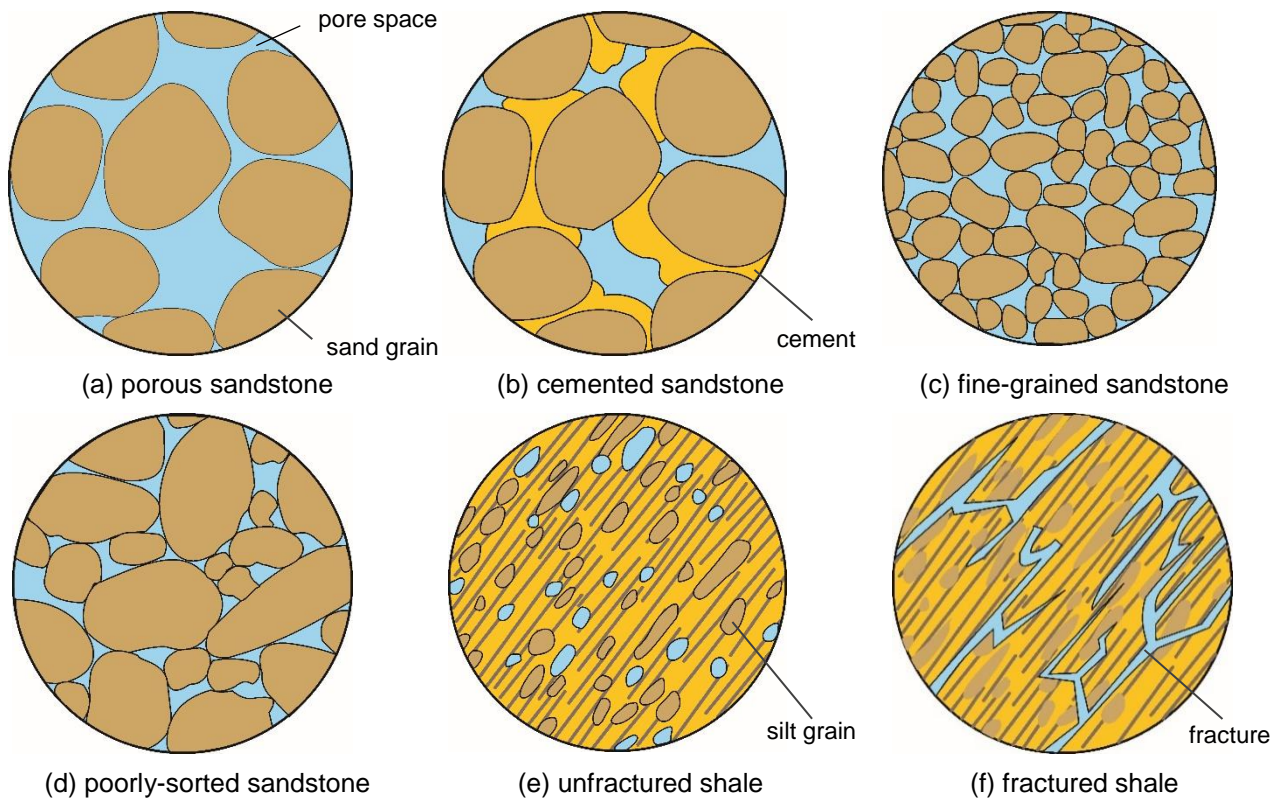 pore space
sand grain
cement
(a) porous sandstone
(b) cemented sandstone
(c) fine-grained sandstone
silt grain
fracture
(d) poorly-sorted sandstone
(e) unfractured shale
(f) fractured shale